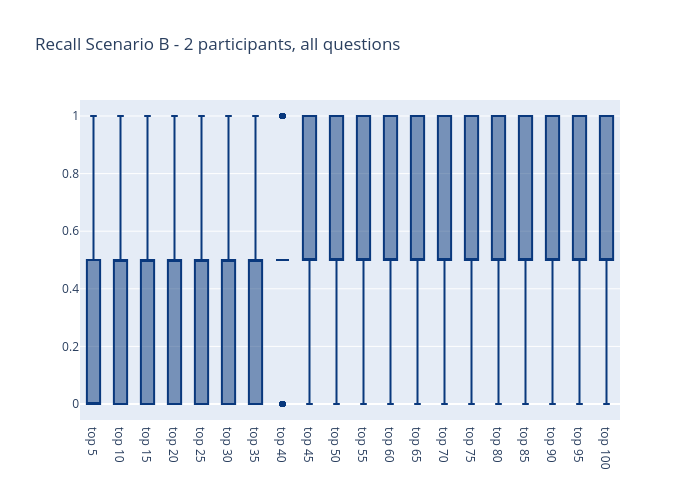 Recall Scenario B - 2 participants, all questions
1
0.8
0.6
0.4
0.2
0
top 5
top 10
top 15
top 20
top 25
top 30
top 35
top 40
top 45
top 50
top 55
top 60
top 65
top 70
top 75
top 80
top 85
top 90
top 95
top 100